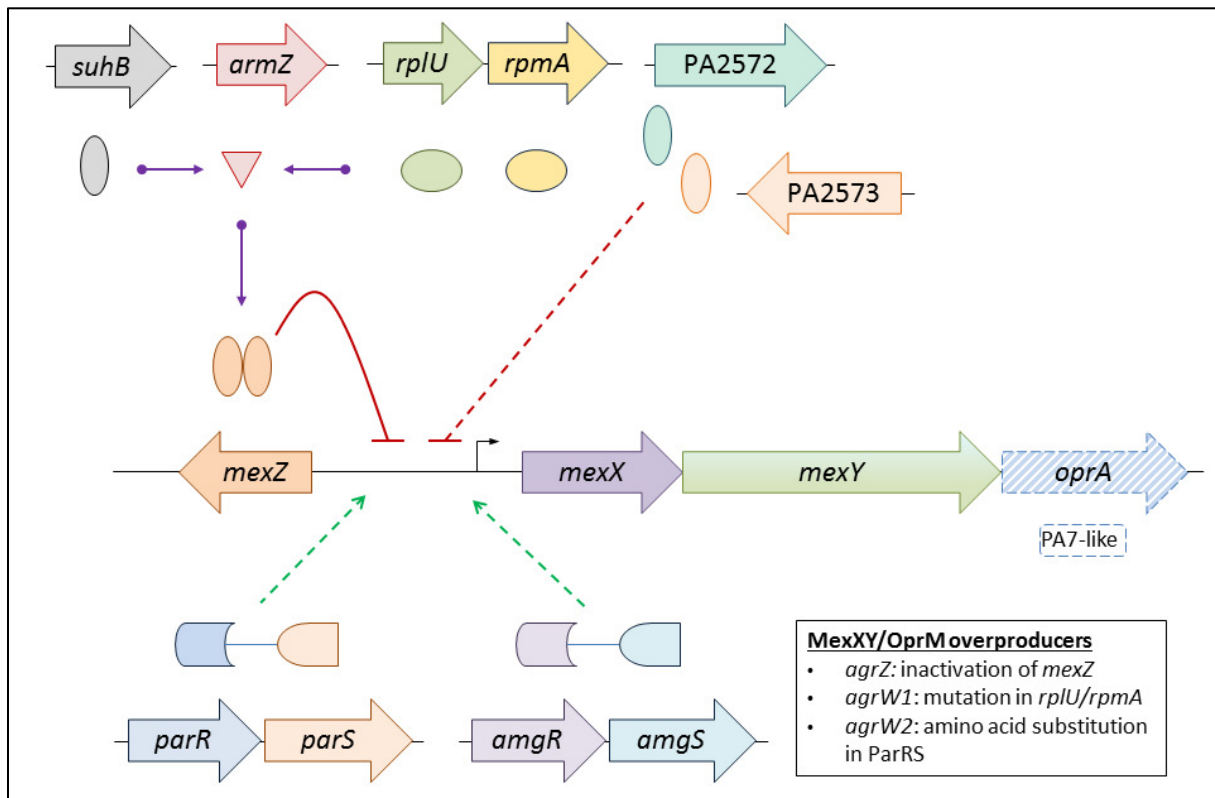 suhB
armZ
rplU
rpmA
PA2572
PA2573
mexZ
mexX
mexY
oprA
PA7-like
parR
parS
amgR
amgS
MexXY/OprM overproducers
• agrZ: inactivation of mexZ
• agrW1: mutation in rplU/rpmA
• agrW2: amino acid substitution
in ParRS